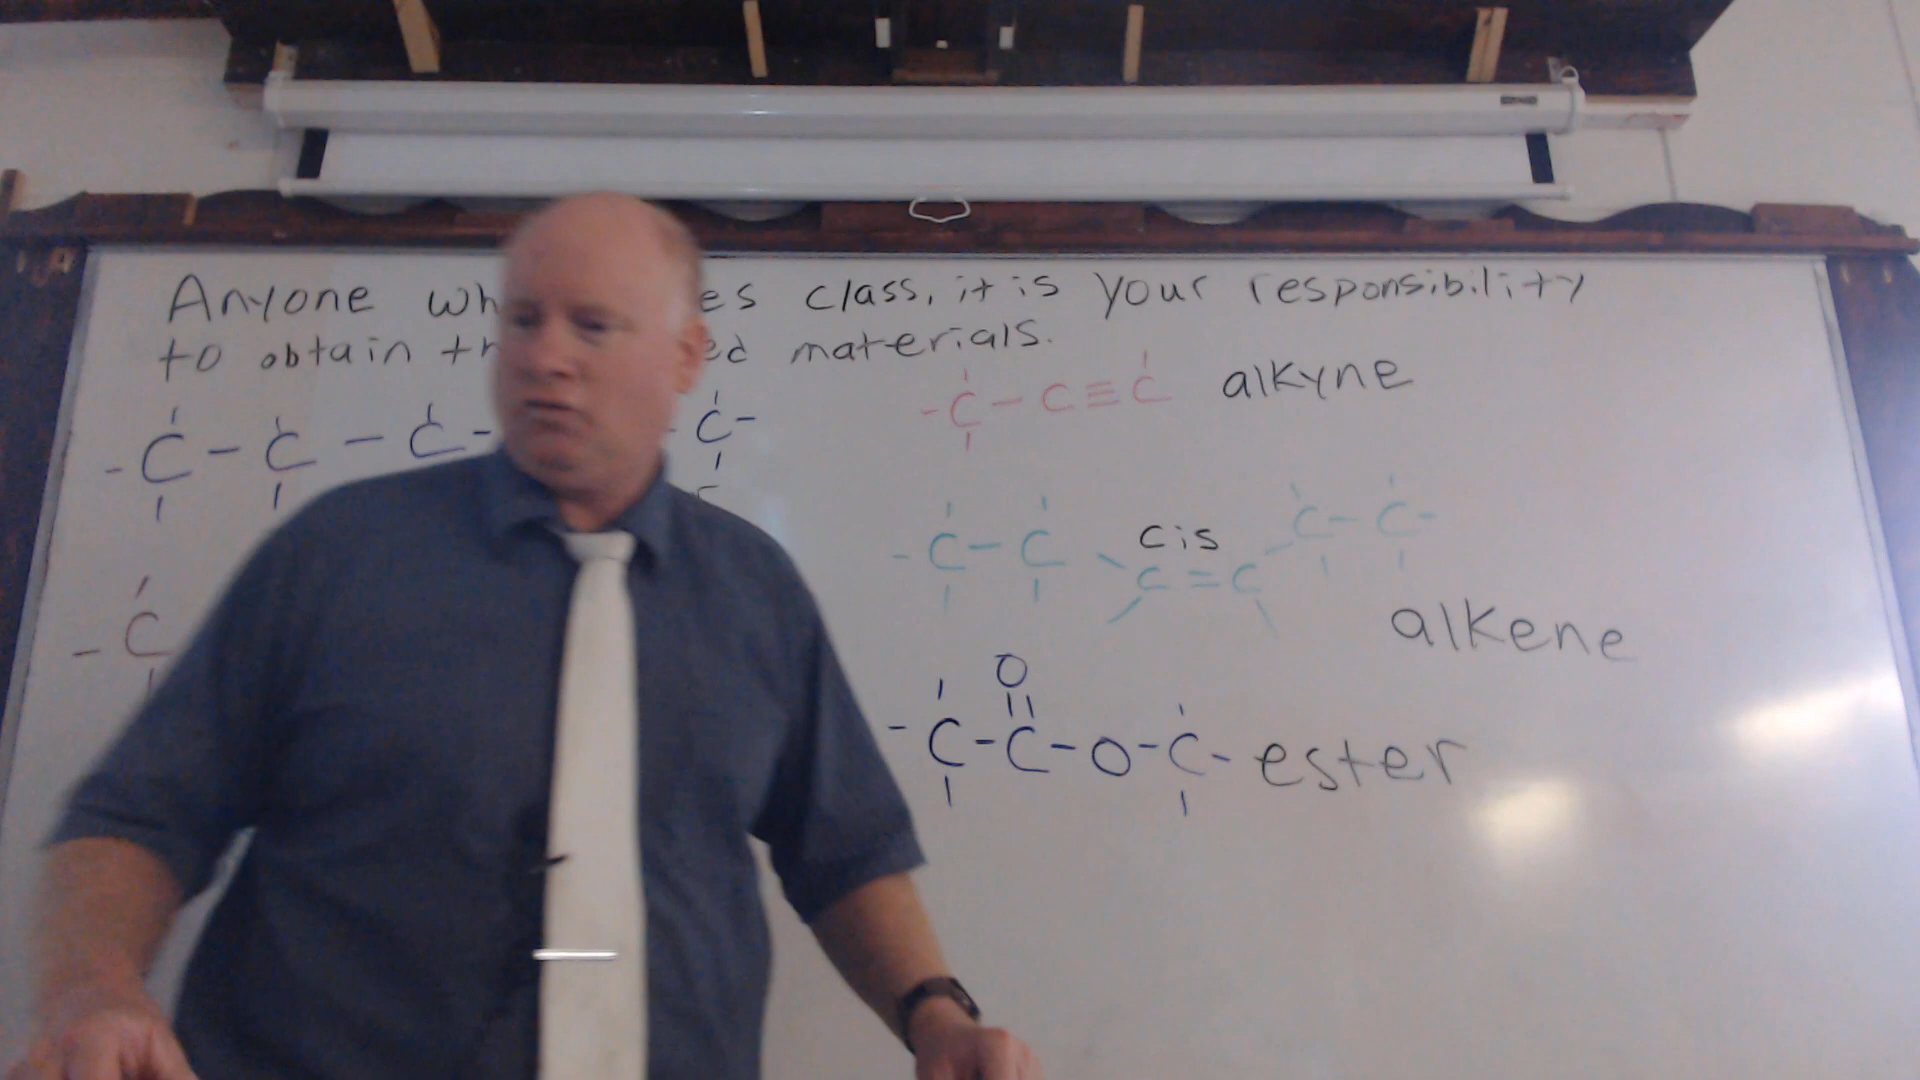 Anyone wh es class, it is your responsibility
to obtain th ed materials.
-C-C-C- C-
-C-C≡C alkyne
-C-C C=C C-C-
cis
alkene
-C
O
-C-C-O-C- ester